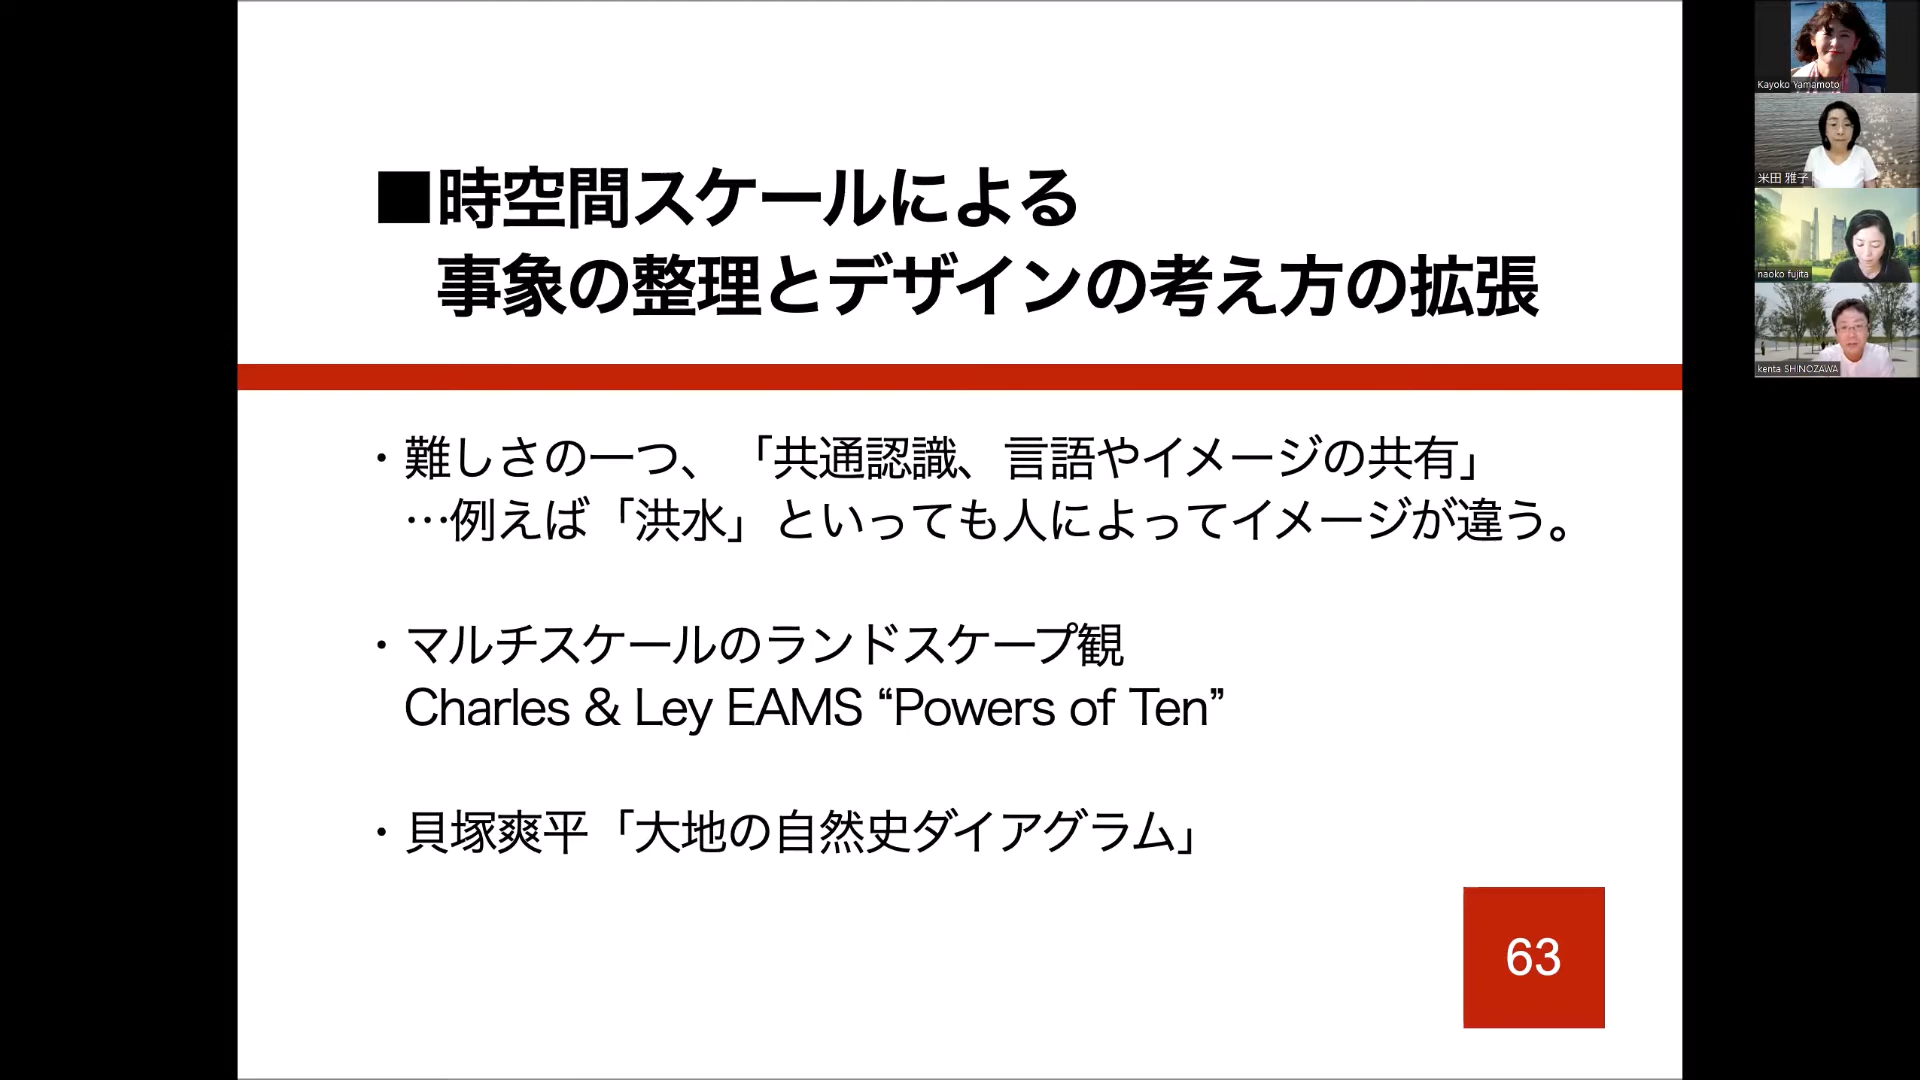 ■時空間スケールによる
事象の整理とデザインの考え方の拡張
・難しさの一つ、「共通認識、言語やイメージの共有」
…例えば「洪水」といっても人によってイメージが違う。
・マルチスケールのランドスケープ観
Charles & Ley EAMS “Powers of Ten”
・貝塚爽平「大地の自然史ダイアグラム」
63
Kayoko Yamamoto
米田 雅子
naoko fujita
kenta SHINOZAWA